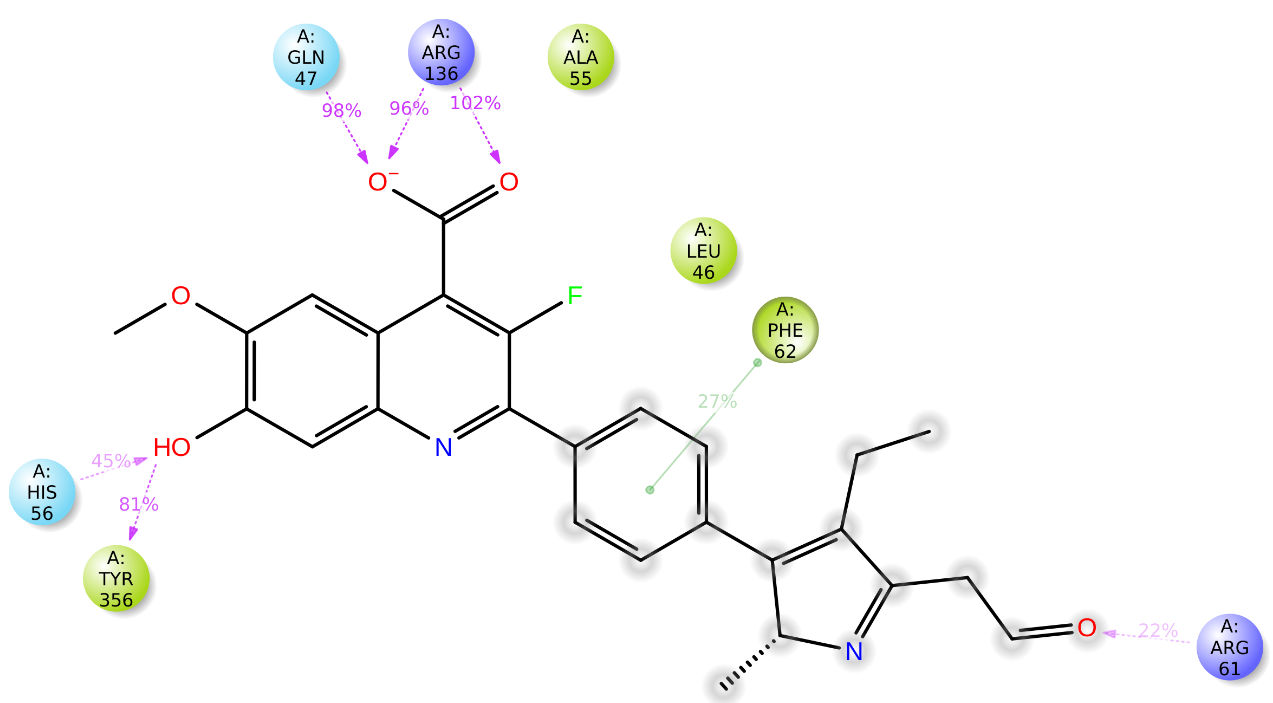 A:
GLN
47
A:
ARG
136
A:
ALA
55
98%
96%
102%
O⁻
O
A:
LEU
46
O
F
A:
PHE
62
27%
HO
N
45%
A:
HIS
56
81%
A:
TYR
356
O
22%
A:
ARG
61
N